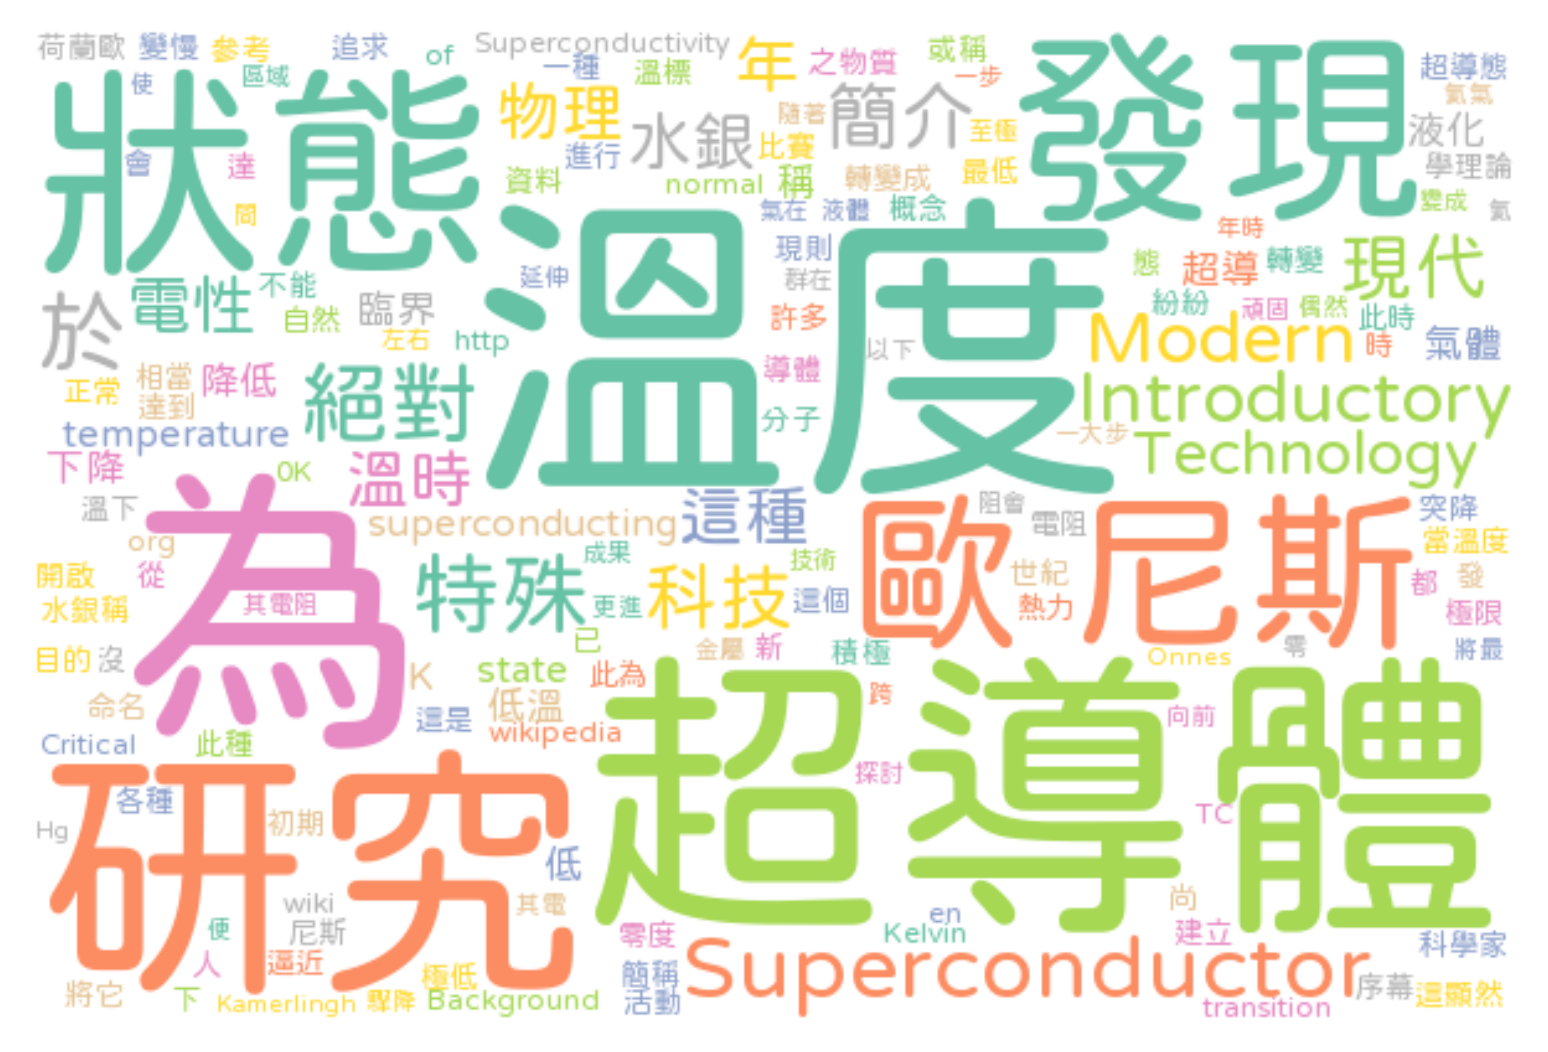 荷蘭歐 變慢 參考 追求 of Superconductivity 年 之物質 或稱 發現 超導態
使 區域 一種 溫標 一步 氦氣
狀態 物理 水銀 隨著 簡介 至極 液化
會 達 進行 比賽 學理論
間 資料 normal 稱 轉變成 最低 變成 氦
氣在 液體 概念 年時
溫度 現則 態 超導 轉變 現代
於 電性 不能 延伸 群在
自然 臨界 許多 紛紛 頑固 偶然 此時
左右 http 以下 Modern 時 氣體
正常 相當 降低 絕對 導體 Introductory
達到 分子
temperature 一大步 Technology
下降 0K 溫時
溫下 superconducting 這種 阻會 電阻 歐尼斯 突降
org 當溫度
開啟 從 為 特殊 成果 技術 世紀 都 發
水銀稱 其電阻 更進 科技 這個 熱力 極限
目的 沒 已 金屬 新 積極 Onnes 零 將最
K state 此為 超導體 跨
命名 這是 低溫 向前
Critical 此種 wikipedia
研究 各種 探討
Hg 初期 低 TC
wiki 其電 尚
便 尼斯 零度 en Kelvin 建立 科學家
人 逼近 極低 簡稱 Superconductor
將它 下 Kamerlingh 驟降 Background 活動 transition 序幕 這顯然